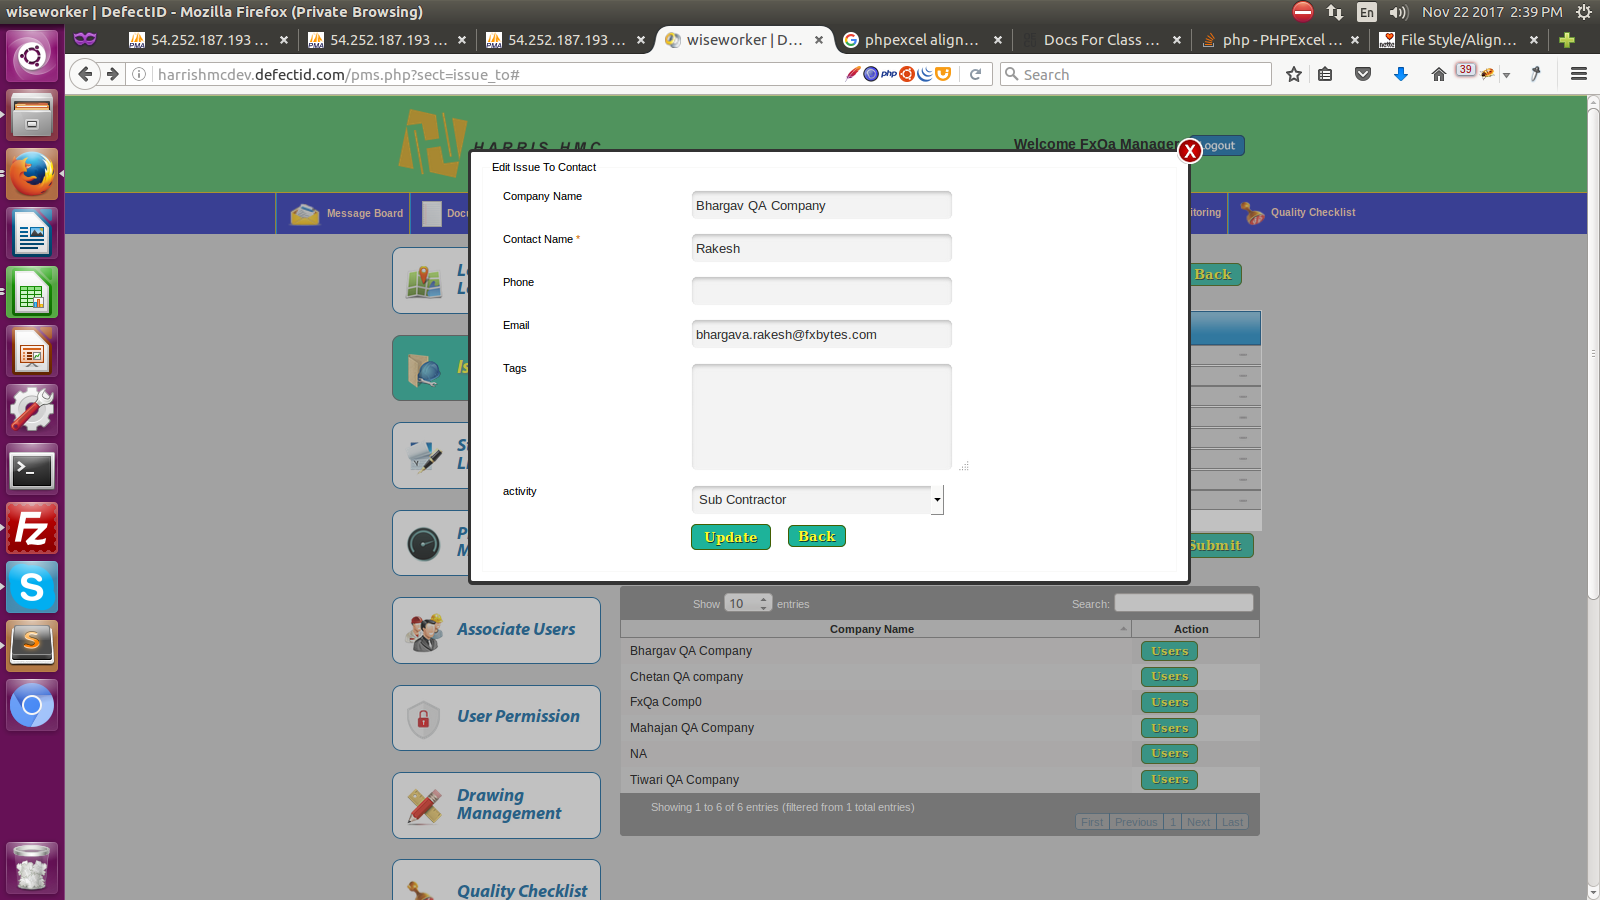 wiseworker | DefectID - Mozilla Firefox (Private Browsing)
En
Nov 22 2017 2:39 PM
54.252.187.193 ...
54.252.187.193 ...
54.252.187.193 ...
wiseworker | D...
phpexcel align...
Docs For Class ...
php - PHPExcel ...
File Style/Align...
harrishmcdev.defectid.com/pms.php?sect=issue_to#
php
Search
39
HARRIS HMC
Welcome FxQa Manager
Logout
X
Message Board
Docu
itoring
Quality Checklist
Edit Issue To Contact
Company Name
Bhargav QA Company
Contact Name *
Rakesh
Phone
Email
bhargava.rakesh@fxbytes.com
Tags
activity
Sub Contractor
Update
Back
Back
Submit
Associate Users
User Permission
Drawing
Management
Quality Checklist
Show 10 entries
Search:
Company Name
Action
Bhargav QA Company
Users
Chetan QA company
Users
FxQa Comp0
Users
Mahajan QA Company
Users
NA
Users
Tiwari QA Company
Users
Showing 1 to 6 of 6 entries (filtered from 1 total entries)
First
Previous
1
Next
Last